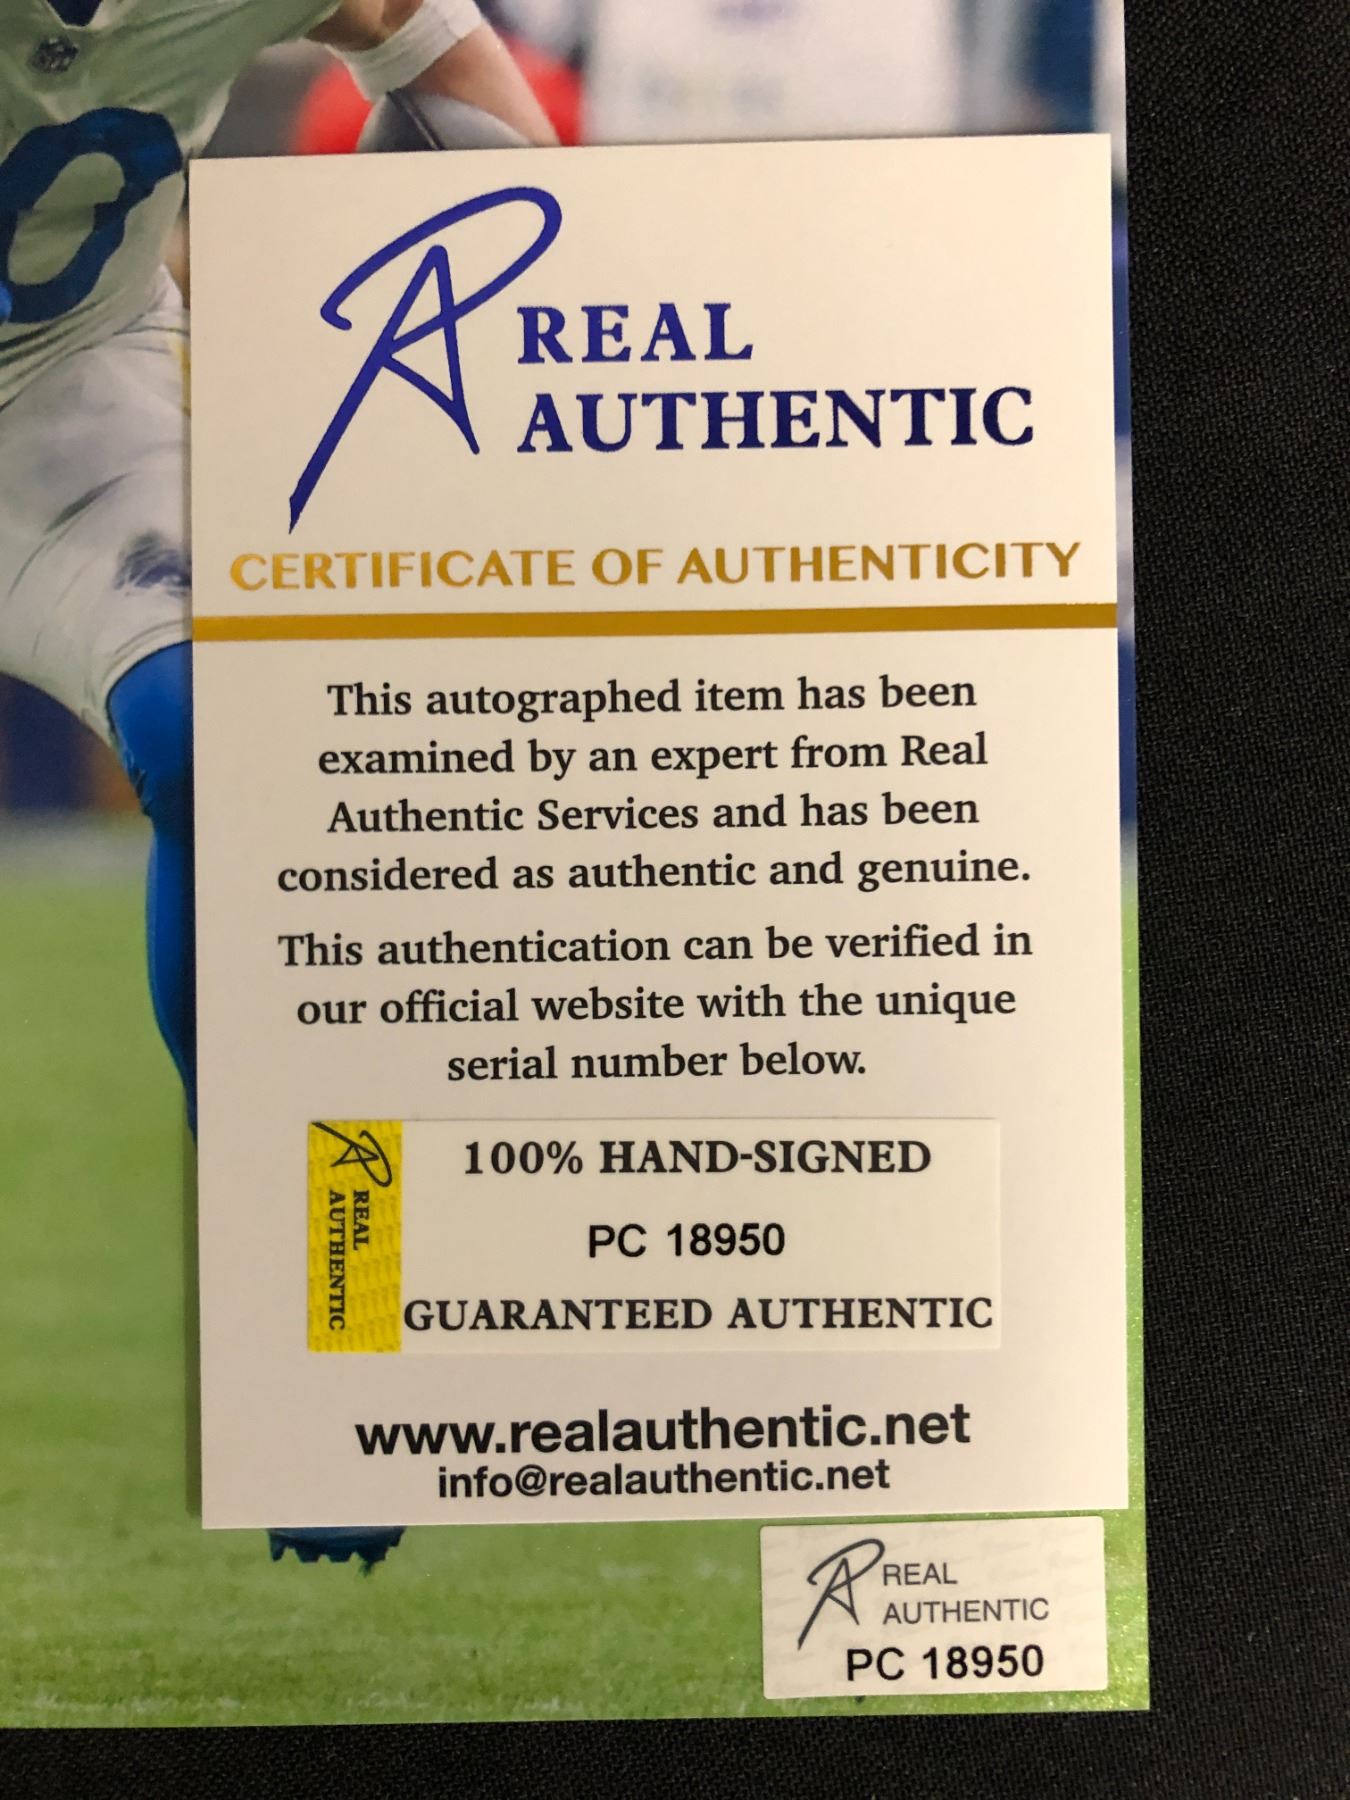 REAL
AUTHENTIC
CERTIFICATE OF AUTHENTICITY
This autographed item has been
examined by an expert from Real
Authentic Services and has been
considered as authentic and genuine.
This authentication can be verified in
our official website with the unique
serial number below.
REAL
AUTHENTIC
100% HAND-SIGNED
PC 18950
GUARANTEED AUTHENTIC
www.realauthentic.net
info@realauthentic.net
REAL
AUTHENTIC
PC 18950